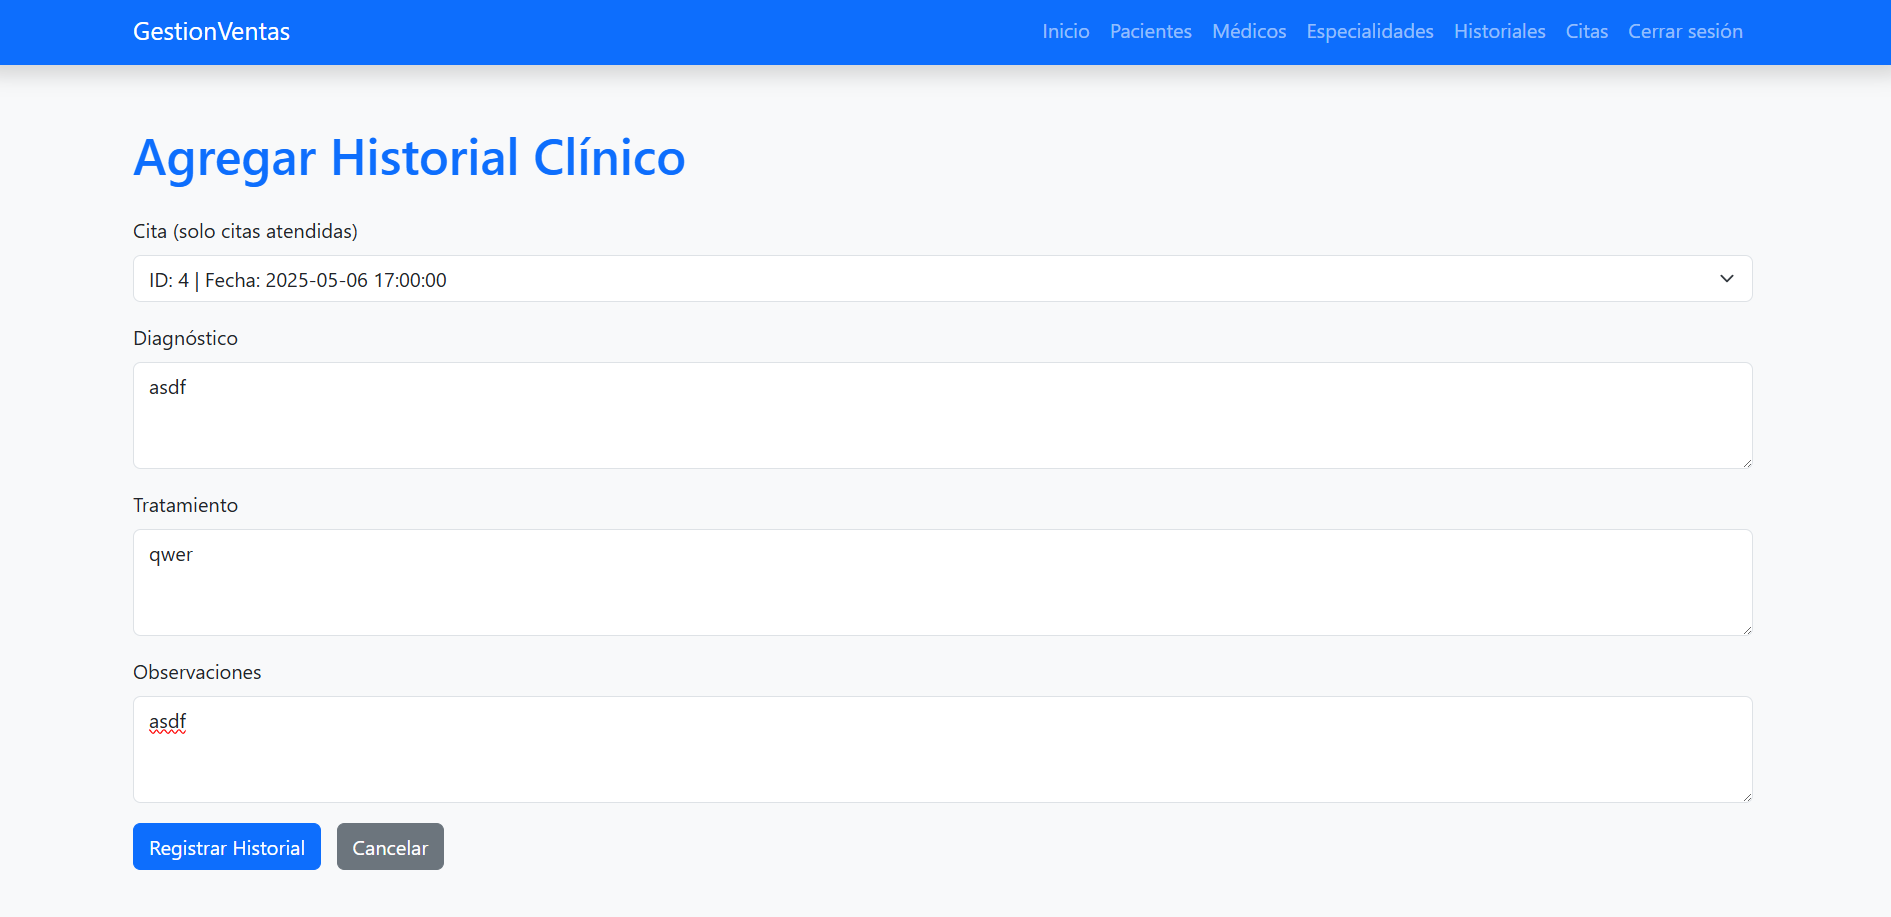 GestionVentas
Inicio Pacientes Médicos Especialidades Historiales Citas Cerrar sesión
Agregar Historial Clínico
Cita (solo citas atendidas)
ID: 4 | Fecha: 2025-05-06 17:00:00
Diagnóstico
asdf
Tratamiento
qwer
Observaciones
asdf
Registrar Historial Cancelar